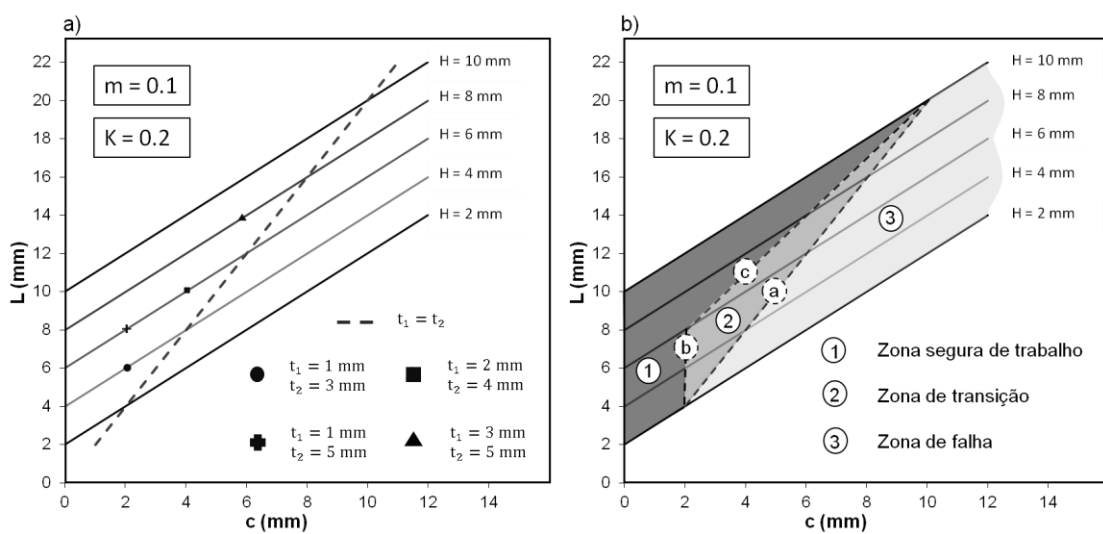 a)
m = 0.1
K = 0.2
H = 10 mm
H = 8 mm
H = 6 mm
H = 4 mm
H = 2 mm
t₁ = t₂
t₁ = 1 mm
t₂ = 3 mm
t₁ = 2 mm
t₂ = 4 mm
t₁ = 1 mm
t₂ = 5 mm
t₁ = 3 mm
t₂ = 5 mm
22
20
18
16
14
12
10
8
6
4
2
0
L (mm)
0 2 4 6 8 10 12 14
c (mm)
b)
m = 0.1
K = 0.2
H = 10 mm
H = 8 mm
H = 6 mm
H = 4 mm
H = 2 mm
3
c
a
2
b
1
1 Zona segura de trabalho
2 Zona de transição
3 Zona de falha
22
20
18
16
14
12
10
8
6
4
2
0
L (mm)
0 2 4 6 8 10 12 14
c (mm)